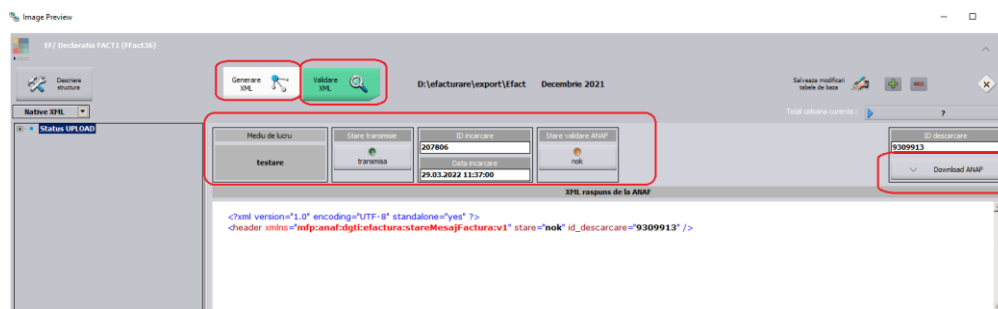 Image Preview
EF/ Declaratia FACT1 (FFact36)
Descriere structura
Generare XML
Validare XML
D:\efacturare\export\Efact Decembrie 2021
Salveaza modificari tabele de baza
Native XML
Total coloana curenta :
?
Status UPLOAD
Mediu de lucru
testare
Stare transmisie
transmisa
ID incarcare
207806
Data incarcare
29.03.2022 11:37:00
Stare validare ANAF
nok
ID descarcare
9309913
Download ANAF
XML raspuns de la ANAF
<?xml version="1.0" encoding="UTF-8" standalone="yes" ?>
<header xmlns="mfp:anaf:dgti:efactura:stareMesajFactura:v1" stare="nok" id_descarcare="9309913" />